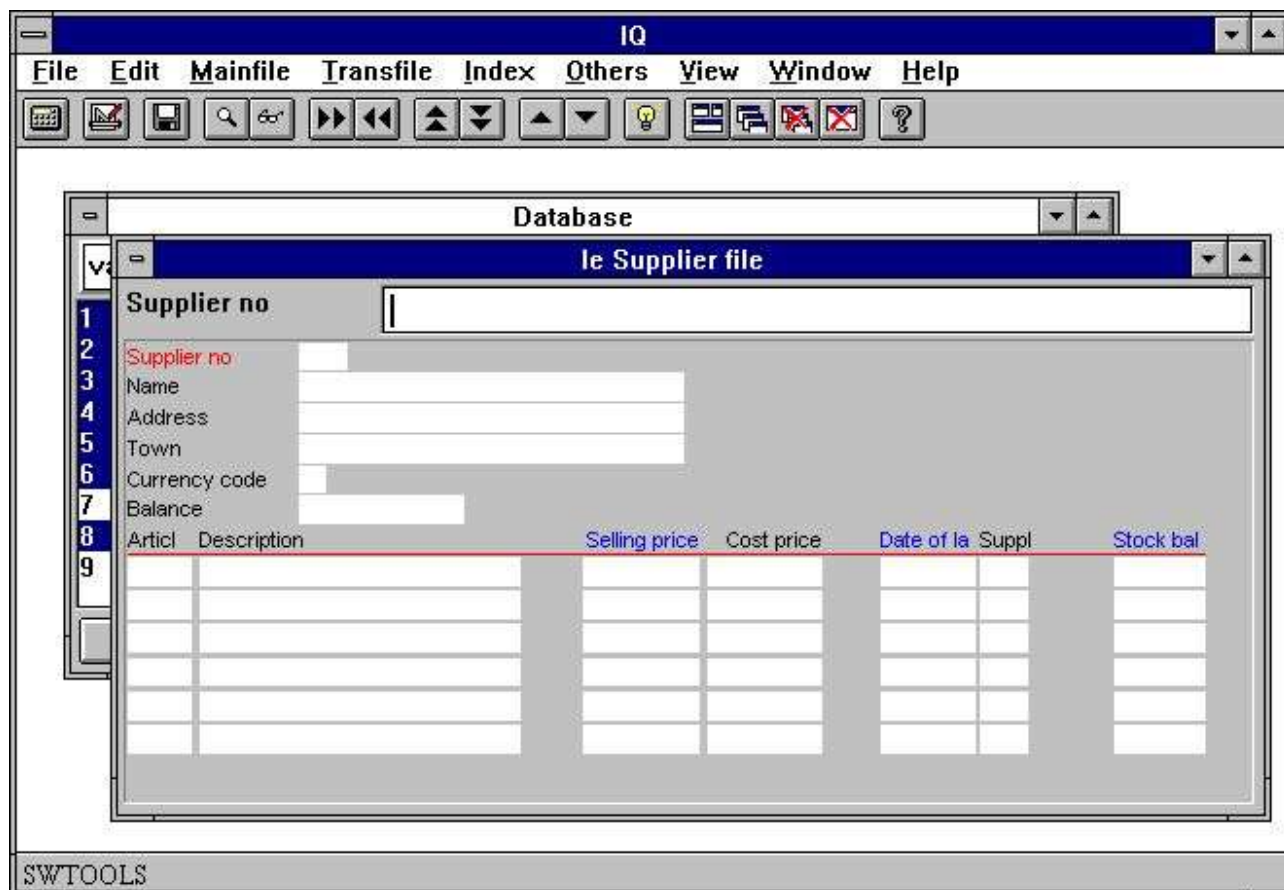 IQ
File Edit Mainfile Transfile Index Others View Window Help
Database
va
le Supplier file
Supplier no
1
2
3
4
5
6
7
8
9
Supplier no
Name
Address
Town
Currency code
Balance
Articl Description Selling price Cost price Date of la Suppl Stock bal
SWTOOLS